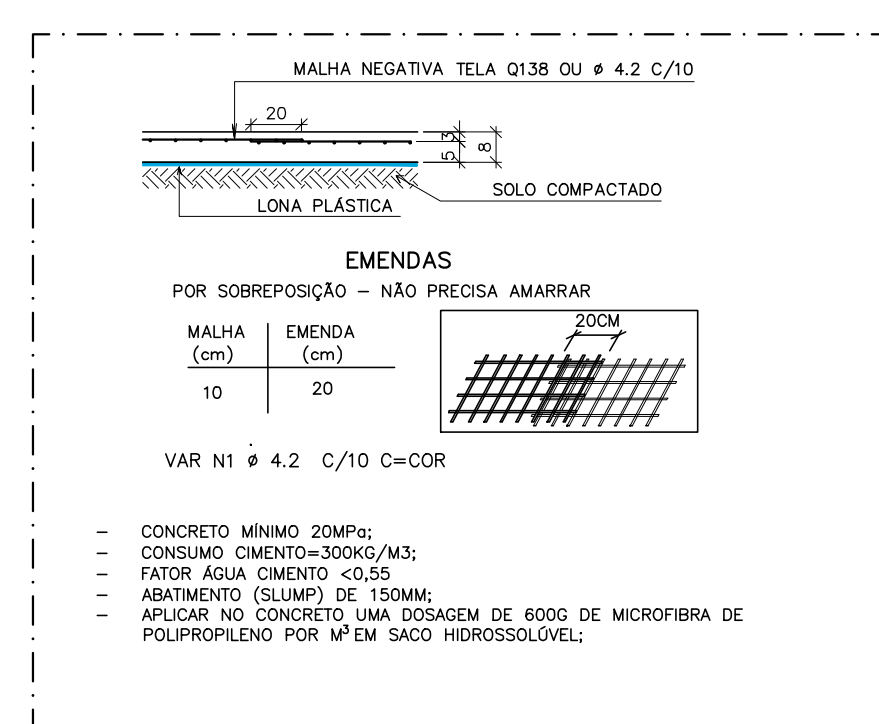 MALHA NEGATIVA TELA Q138 OU ø 4.2 C/10
20
3
5
8
SOLO COMPACTADO
LONA PLÁSTICA
EMENDAS
POR SOBREPOSIÇÃO – NÃO PRECISA AMARRAR
MALHA (cm)
EMENDA (cm)
10
20
20CM
VAR N1 ø 4.2 C/10 C=COR
– CONCRETO MÍNIMO 20MPa;
– CONSUMO CIMENTO=300KG/M3;
– FATOR ÁGUA CIMENTO <0,55
– ABATIMENTO (SLUMP) DE 150MM;
– APLICAR NO CONCRETO UMA DOSAGEM DE 600G DE MICROFIBRA DE
POLIPROPILENO POR M³ EM SACO HIDROSSOLÚVEL;